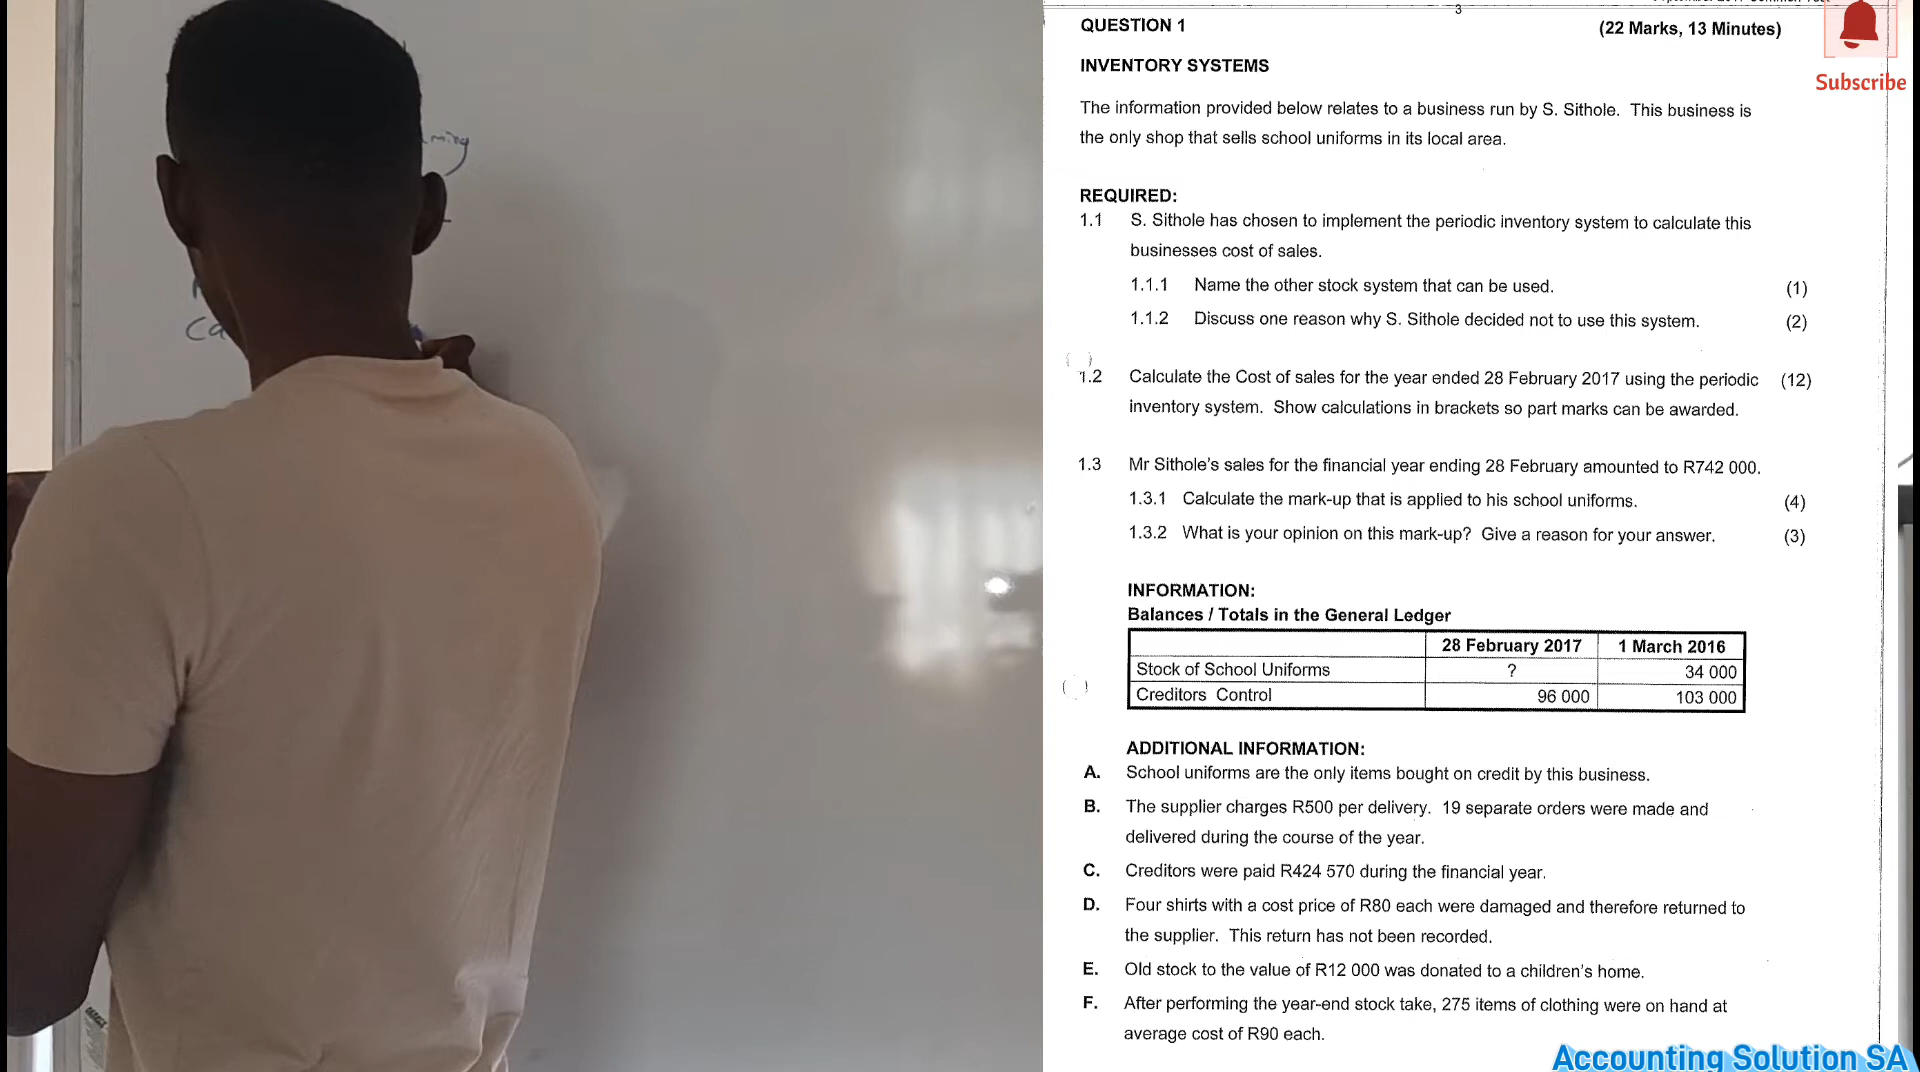 3
QUESTION 1
(22 Marks, 13 Minutes)
INVENTORY SYSTEMS
Subscribe
The information provided below relates to a business run by S. Sithole. This business is
the only shop that sells school uniforms in its local area.
REQUIRED:
1.1 S. Sithole has chosen to implement the periodic inventory system to calculate this
businesses cost of sales.
1.1.1 Name the other stock system that can be used. (1)
1.1.2 Discuss one reason why S. Sithole decided not to use this system. (2)
1.2 Calculate the Cost of sales for the year ended 28 February 2017 using the periodic (12)
inventory system. Show calculations in brackets so part marks can be awarded.
1.3 Mr Sithole's sales for the financial year ending 28 February amounted to R742 000.
1.3.1 Calculate the mark-up that is applied to his school uniforms. (4)
1.3.2 What is your opinion on this mark-up? Give a reason for your answer. (3)
INFORMATION:
Balances / Totals in the General Ledger
28 February 2017 1 March 2016
Stock of School Uniforms ? 34 000
Creditors Control 96 000 103 000
ADDITIONAL INFORMATION:
A. School uniforms are the only items bought on credit by this business.
B. The supplier charges R500 per delivery. 19 separate orders were made and
delivered during the course of the year.
C. Creditors were paid R424 570 during the financial year.
D. Four shirts with a cost price of R80 each were damaged and therefore returned to
the supplier. This return has not been recorded.
E. Old stock to the value of R12 000 was donated to a children's home.
F. After performing the year-end stock take, 275 items of clothing were on hand at
average cost of R90 each.
Accounting Solution SA